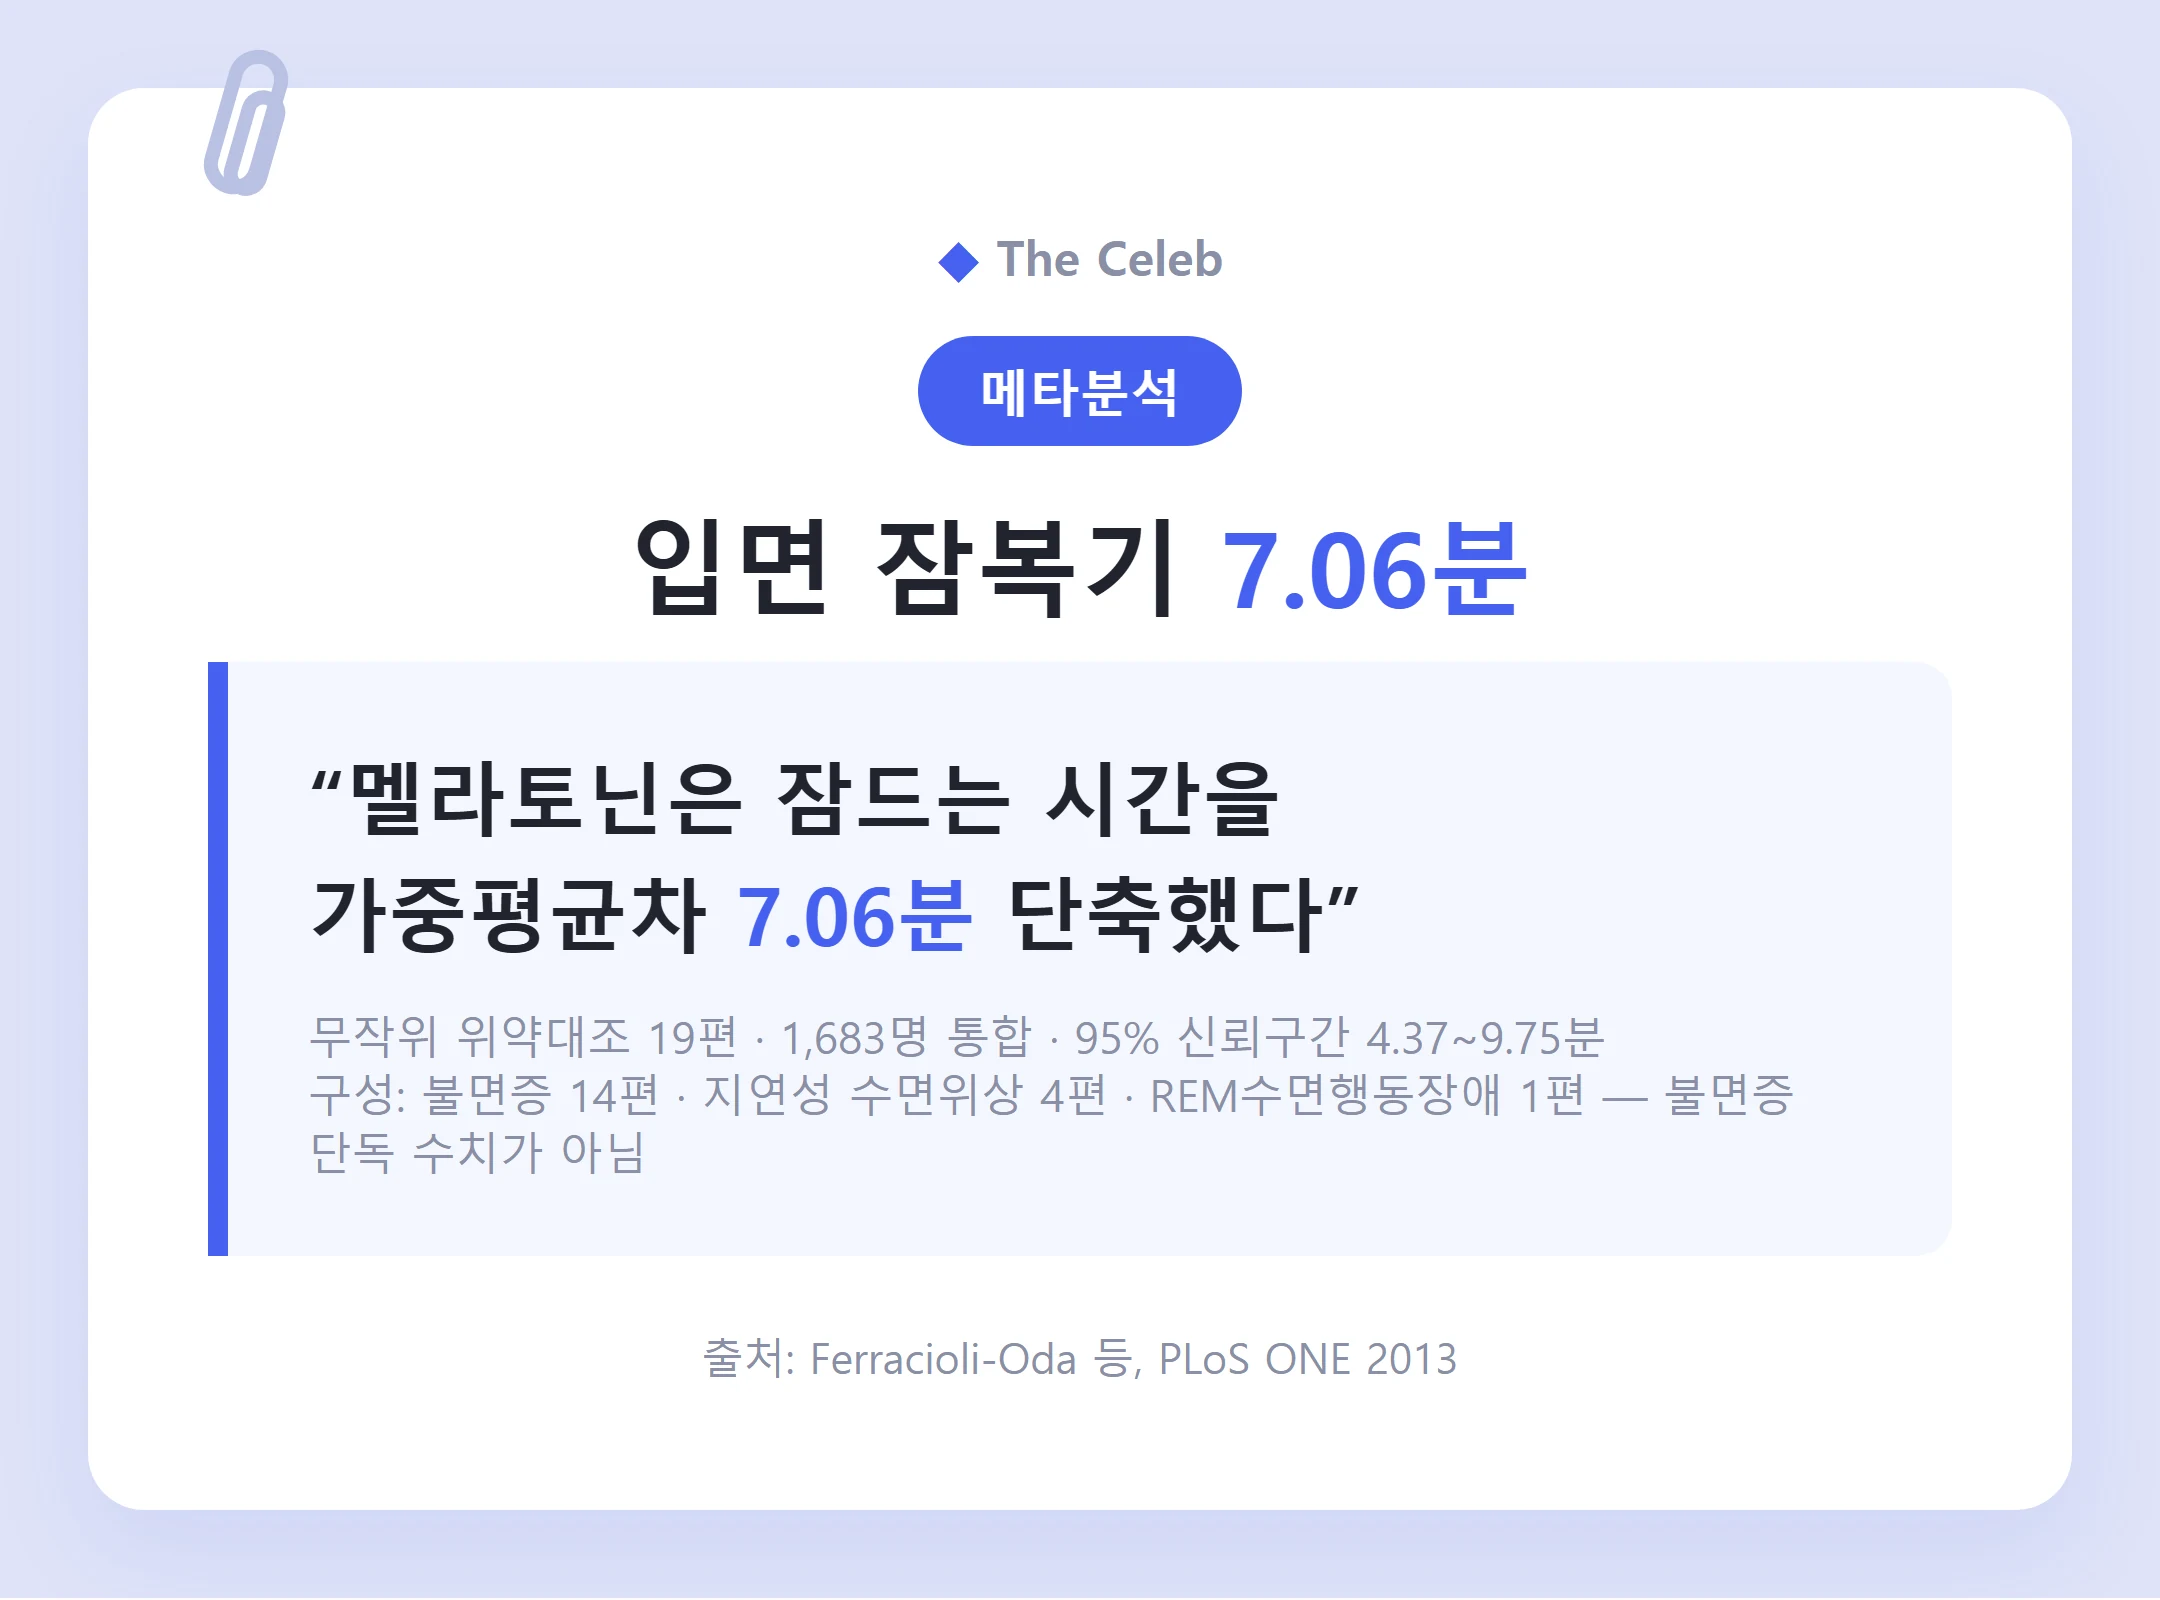 The Celeb
메타분석
입면 잠복기 7.06분
“멜라토닌은 잠드는 시간을
가중평균차 7.06분 단축했다”
무작위 위약대조 19편 · 1,683명 통합 · 95% 신뢰구간 4.37~9.75분
구성: 불면증 14편 · 지연성 수면위상 4편 · REM수면행동장애 1편 — 불면증
단독 수치가 아님
출처: Ferracioli-Oda 등, PLoS ONE 2013